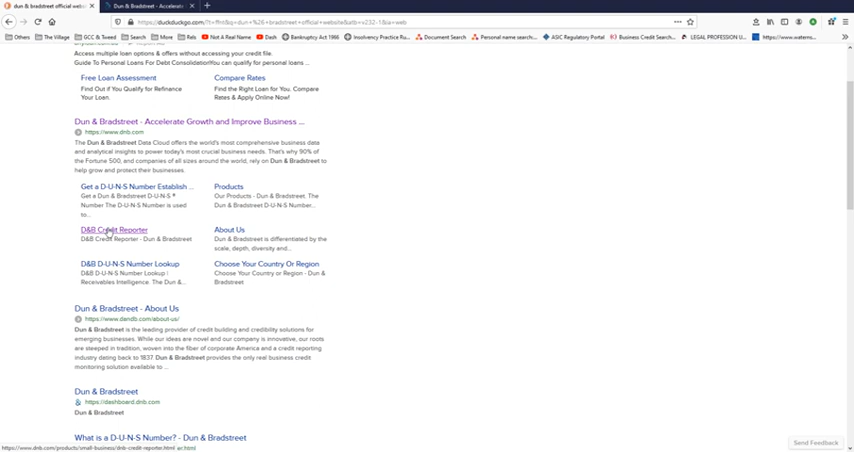 dun & bradstreet official websi
Dun & Bradstreet - Duckduckgo
https://duckduckgo.com/?t=ffht&q=dun+%26+bradstreet+official+website&atb=v232-1&ia=web
Others
The Village
GCC & Tweed
Search
More
Rels
Not A Real Name
Dash
Bankruptcy Act 1966
Insolvency Practice Ru...
Document Search
Personal name search...
ASIC Regulatory Portal
Business Credit Search...
LEGAL PROFESSION U...
https://www.waterns...
Access multiple loan options & offers without accessing your credit file.
Guide To Personal Loans For Debt ConsolidationYou can qualify for personal loans ...
Free Loan Assessment
Find Out if You Qualify for Refinance
Your Loan.
Compare Rates
Find the Right Loan for You. Compare
Rates & Apply Online Now!
Dun & Bradstreet - Accelerate Growth and Improve Business ...
https://www.dnb.com
The Dun & Bradstreet Data Cloud offers the world's most comprehensive business data
and analytical insights to power today's most crucial business needs. That's why 90% of
the Fortune 500, and companies of all sizes around the world, rely on Dun & Bradstreet to
help grow and protect their businesses.
Get a D-U-N-S Number Establish ...
Get a Dun & Bradstreet D-U-N-S ®
Number The D-U-N-S Number is used
to...
Products
Our Products - Dun & Bradstreet. The
Dun & Bradstreet D-U-N-S Number...
D&B Credit Reporter
D&B Credit Reporter - Dun & Bradstreet
About Us
Dun & Bradstreet is differentiated by the
scale, depth, diversity and...
D&B D-U-N-S Number Lookup
D&B D-U-N-S Number Lookup |
Receivables Intelligence. The Dun &...
Choose Your Country Or Region
Choose Your Country or Region - Dun &
Bradstreet
Dun & Bradstreet - About Us
https://www.dandb.com/about-us/
Dun & Bradstreet is the leading provider of credit building and credibility solutions for
emerging businesses. While our ideas are novel and our company is innovative, our roots
are steeped in tradition, woven into the fiber of corporate America and a credit reporting
industry dating back to 1837. Dun & Bradstreet provides the only real business credit
monitoring solution available to ...
Dun & Bradstreet
https://dashboard.dnb.com
Dun & Bradstreet
What is a D-U-N-S Number? - Dun & Bradstreet
https://www.dnb.com/products/small-business/dnb-credit-reporter.html
Send Feedback